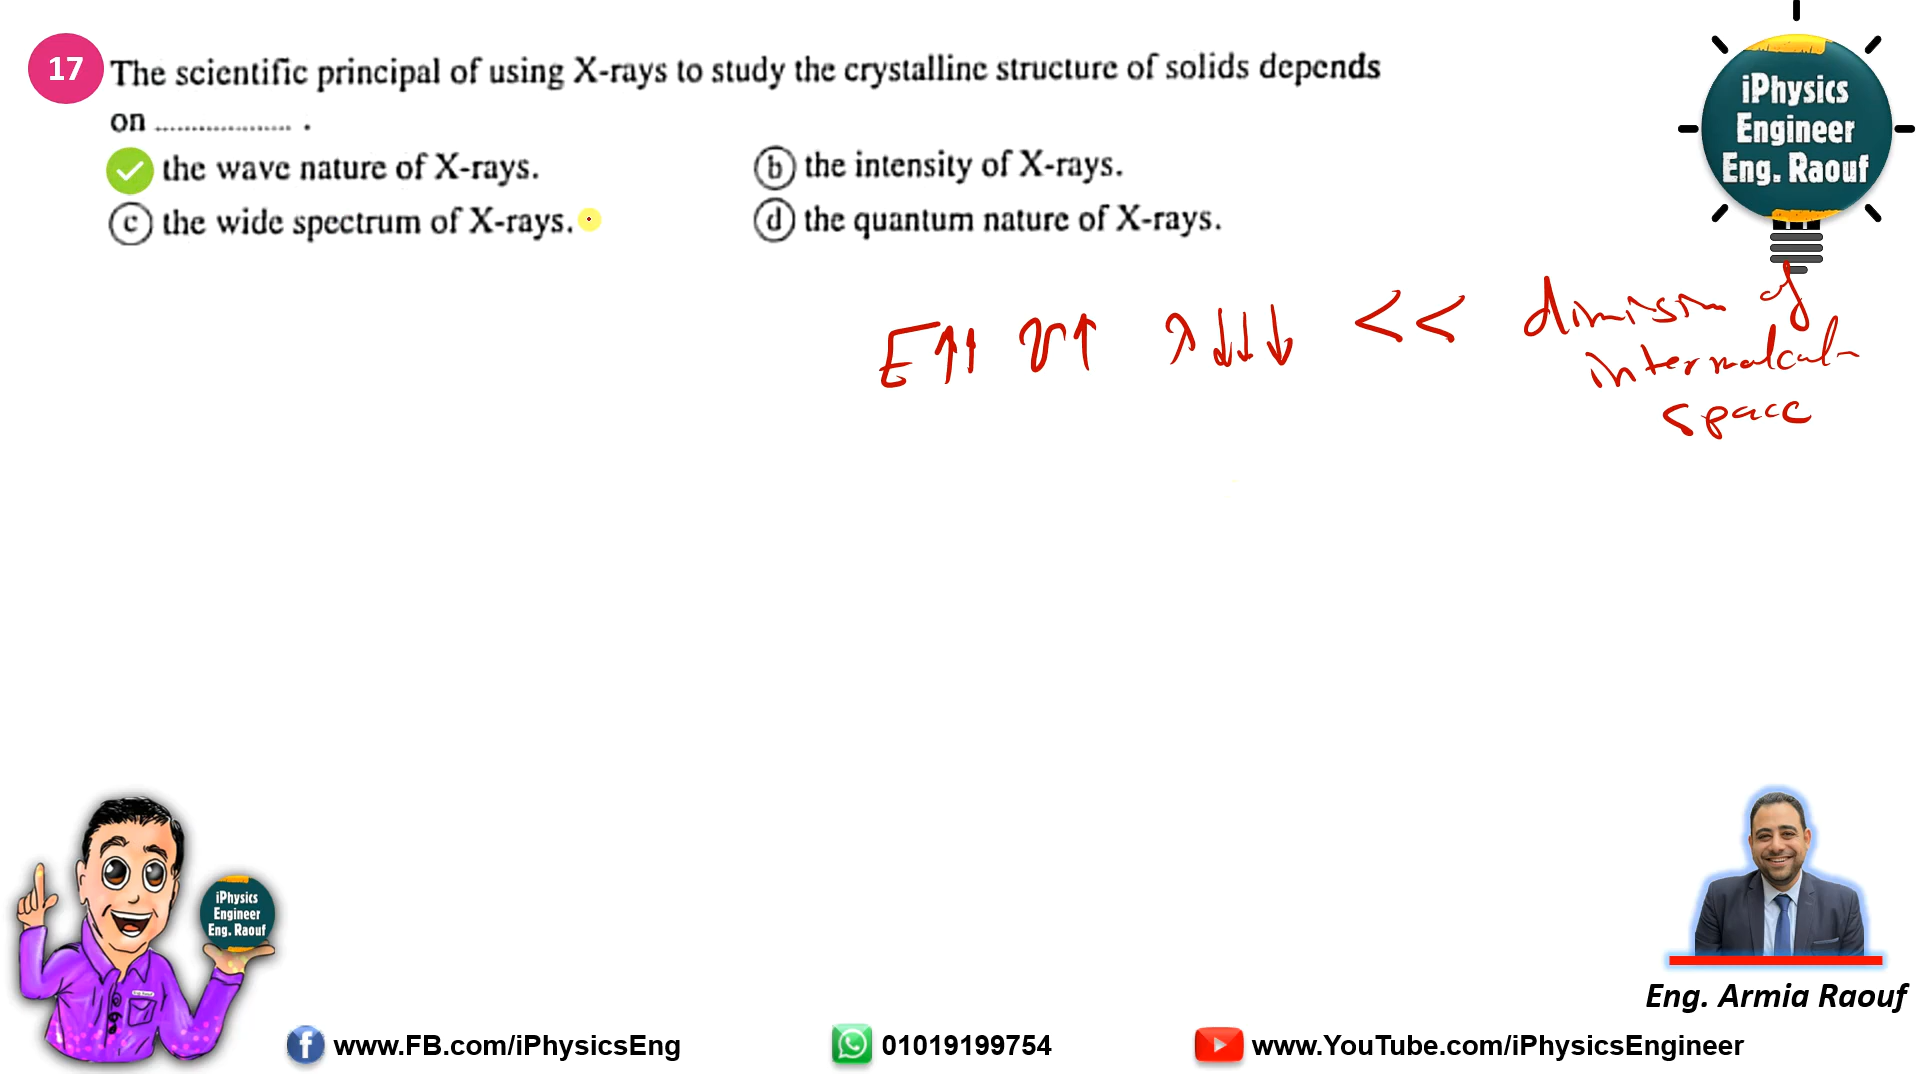 17 The scientific principal of using X-rays to study the crystalline structure of solids depends
on ................... .
the wave nature of X-rays.
b the intensity of X-rays.
c the wide spectrum of X-rays.
d the quantum nature of X-rays.
iPhysics
Engineer
Eng. Raouf
E↑↑ ν↑ λ↓↓↓ << of
space
iPhysics
Engineer
Eng. Raouf
Eng. Armia Raouf
www.FB.com/iPhysicsEng
01019199754
www.YouTube.com/iPhysicsEngineer